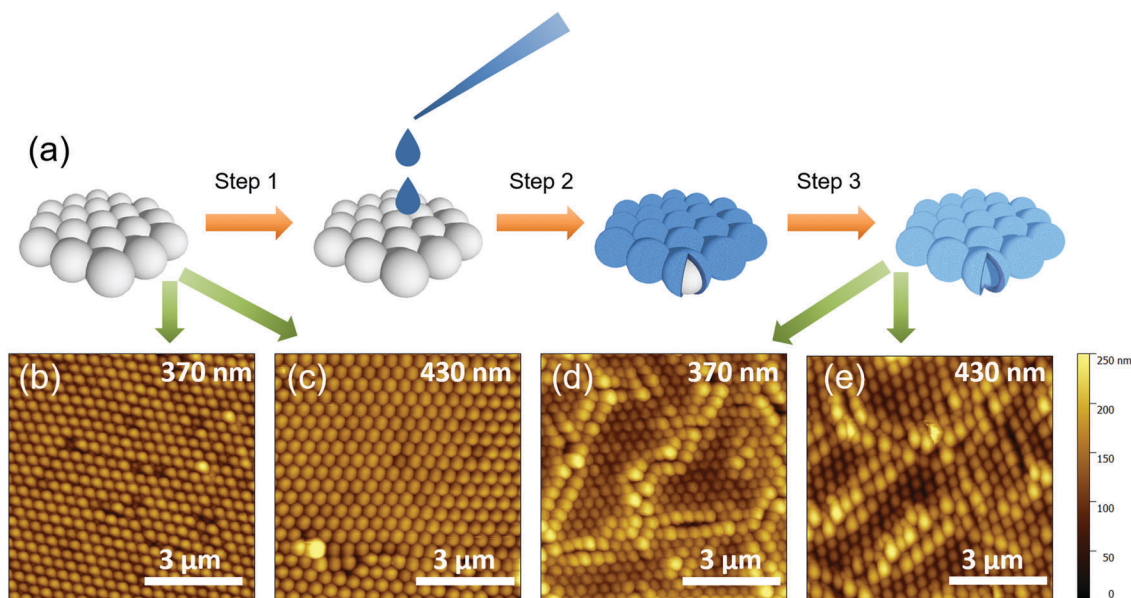 (a)
Step 1
Step 2
Step 3
(b)
370 nm
3 µm
(c)
430 nm
3 µm
(d)
370 nm
3 µm
(e)
430 nm
3 µm
250 nm
200
150
100
50
0